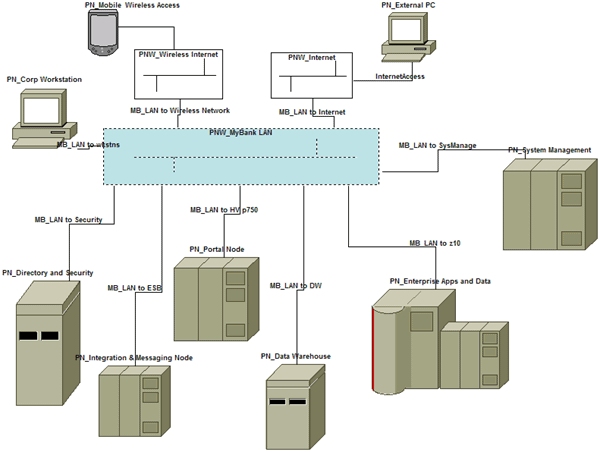 PN_Mobile Wireless Access
PN_External PC
PNW_Wireless Internet
PNW_Internet
InternetAccess
PN_Corp Workstation
MB_LAN to Wireless Network
MB_LAN to Internet
PNW_MyBank LAN
MB_LAN to wkstns
MB_LAN to SysManage
PN_System Management
MB_LAN to Security
MB_LAN to HV p750
MB_LAN to z10
PN_Portal Node
PN_Directory and Security
MB_LAN to ESB
MB_LAN to DW
PN_Enterprise Apps and Data
PN_Integration & Messaging Node
PN_Data Warehouse